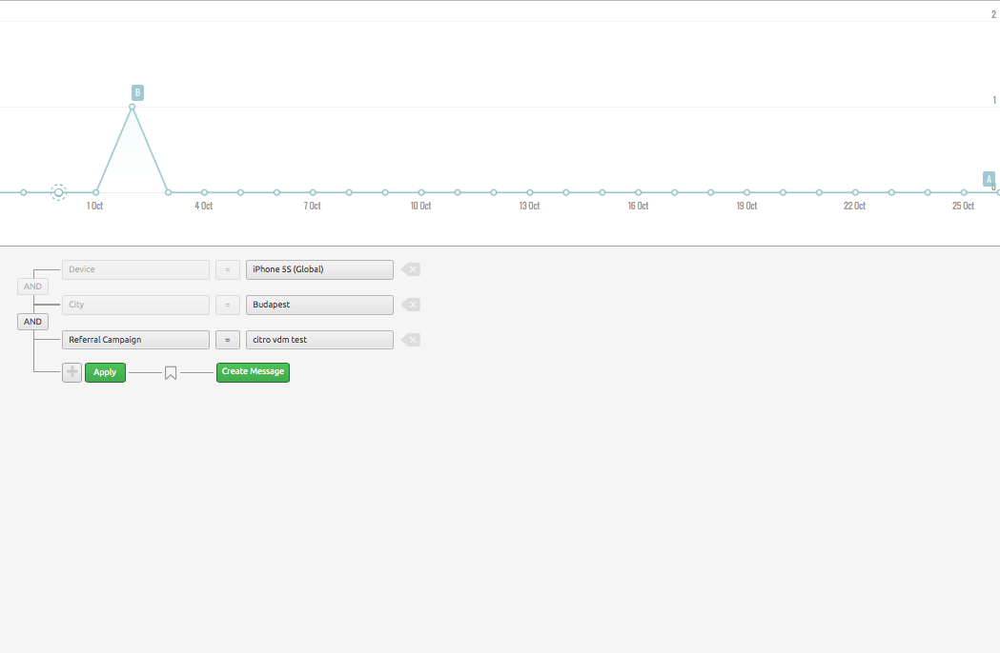 2
B
1
A
0
1 Oct 4 Oct 7 Oct 10 Oct 13 Oct 16 Oct 19 Oct 22 Oct 25 Oct
Device = iPhone 5S (Global)
AND
City = Budapest
AND
Referral Campaign = citro vdm test
Apply Create Message